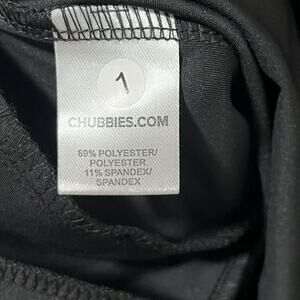 1
CHUBBIES.COM
89% POLYESTER/
POLYESTER
11% SPANDEX/
SPANDEX